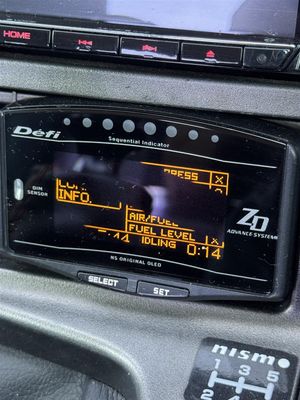 HOME
Défi
Sequential Indicator
PRESS X
DIM
SENSOR
INFO.
AIR/FUEL
FUEL LEVEL X
IDLING 0:14
ZD
ADVANCE SYSTEM
SELECT
SET
NS ORIGINAL OLED
nismo
1 3 5
2 4